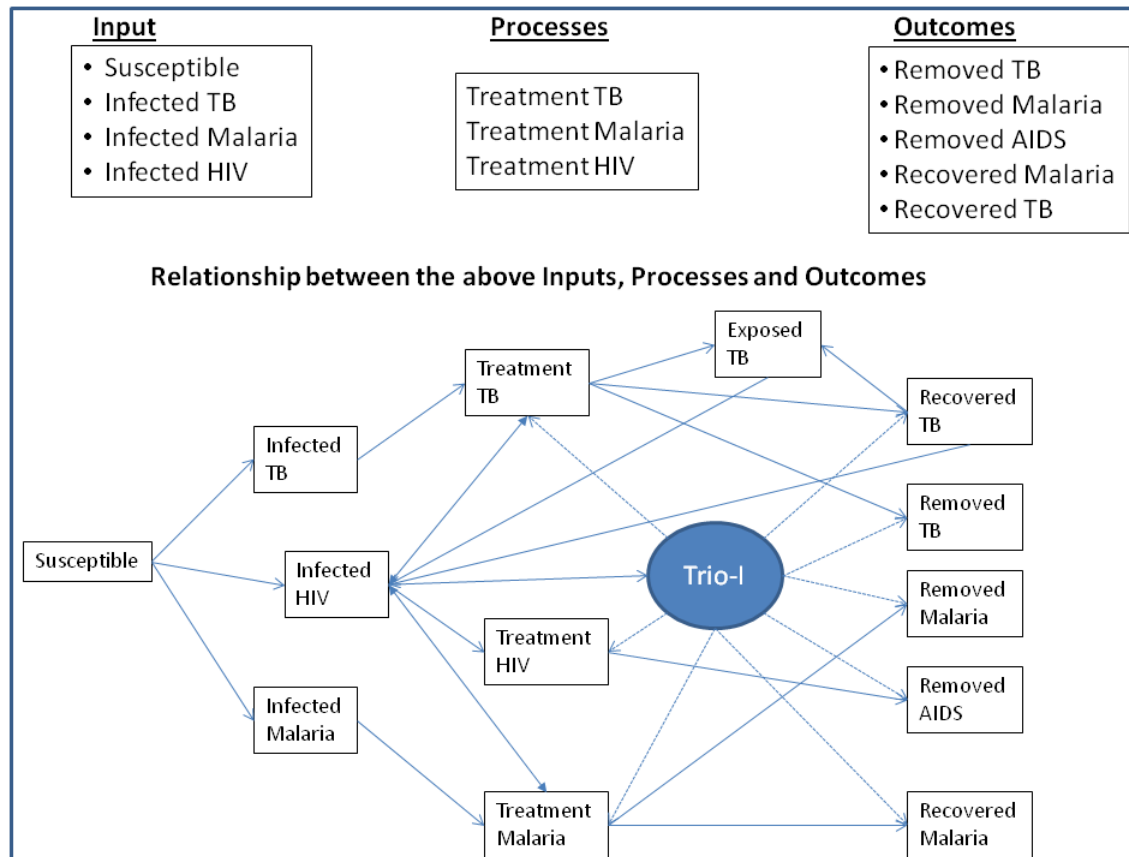 Input
• Susceptible
• Infected TB
• Infected Malaria
• Infected HIV
Processes
Treatment TB
Treatment Malaria
Treatment HIV
Outcomes
• Removed TB
• Removed Malaria
• Removed AIDS
• Recovered Malaria
• Recovered TB
Relationship between the above Inputs, Processes and Outcomes
Exposed
TB
Treatment
TB
Recovered
TB
Infected
TB
Removed
TB
Susceptible
Infected
HIV
Trio-I
Removed
Malaria
Treatment
HIV
Removed
AIDS
Infected
Malaria
Treatment
Malaria
Recovered
Malaria